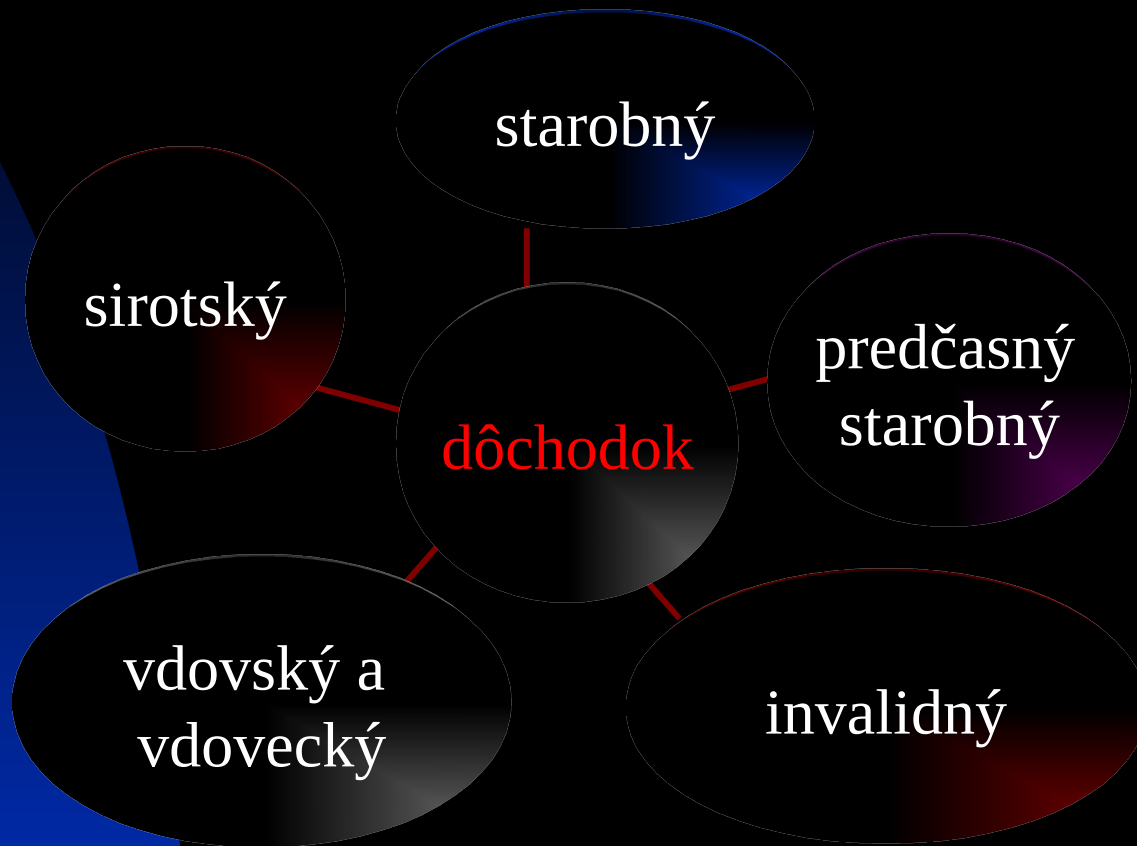 starobný
sirotský
predčasný
starobný
dôchodok
vdovský a
vdovecký
invalidný